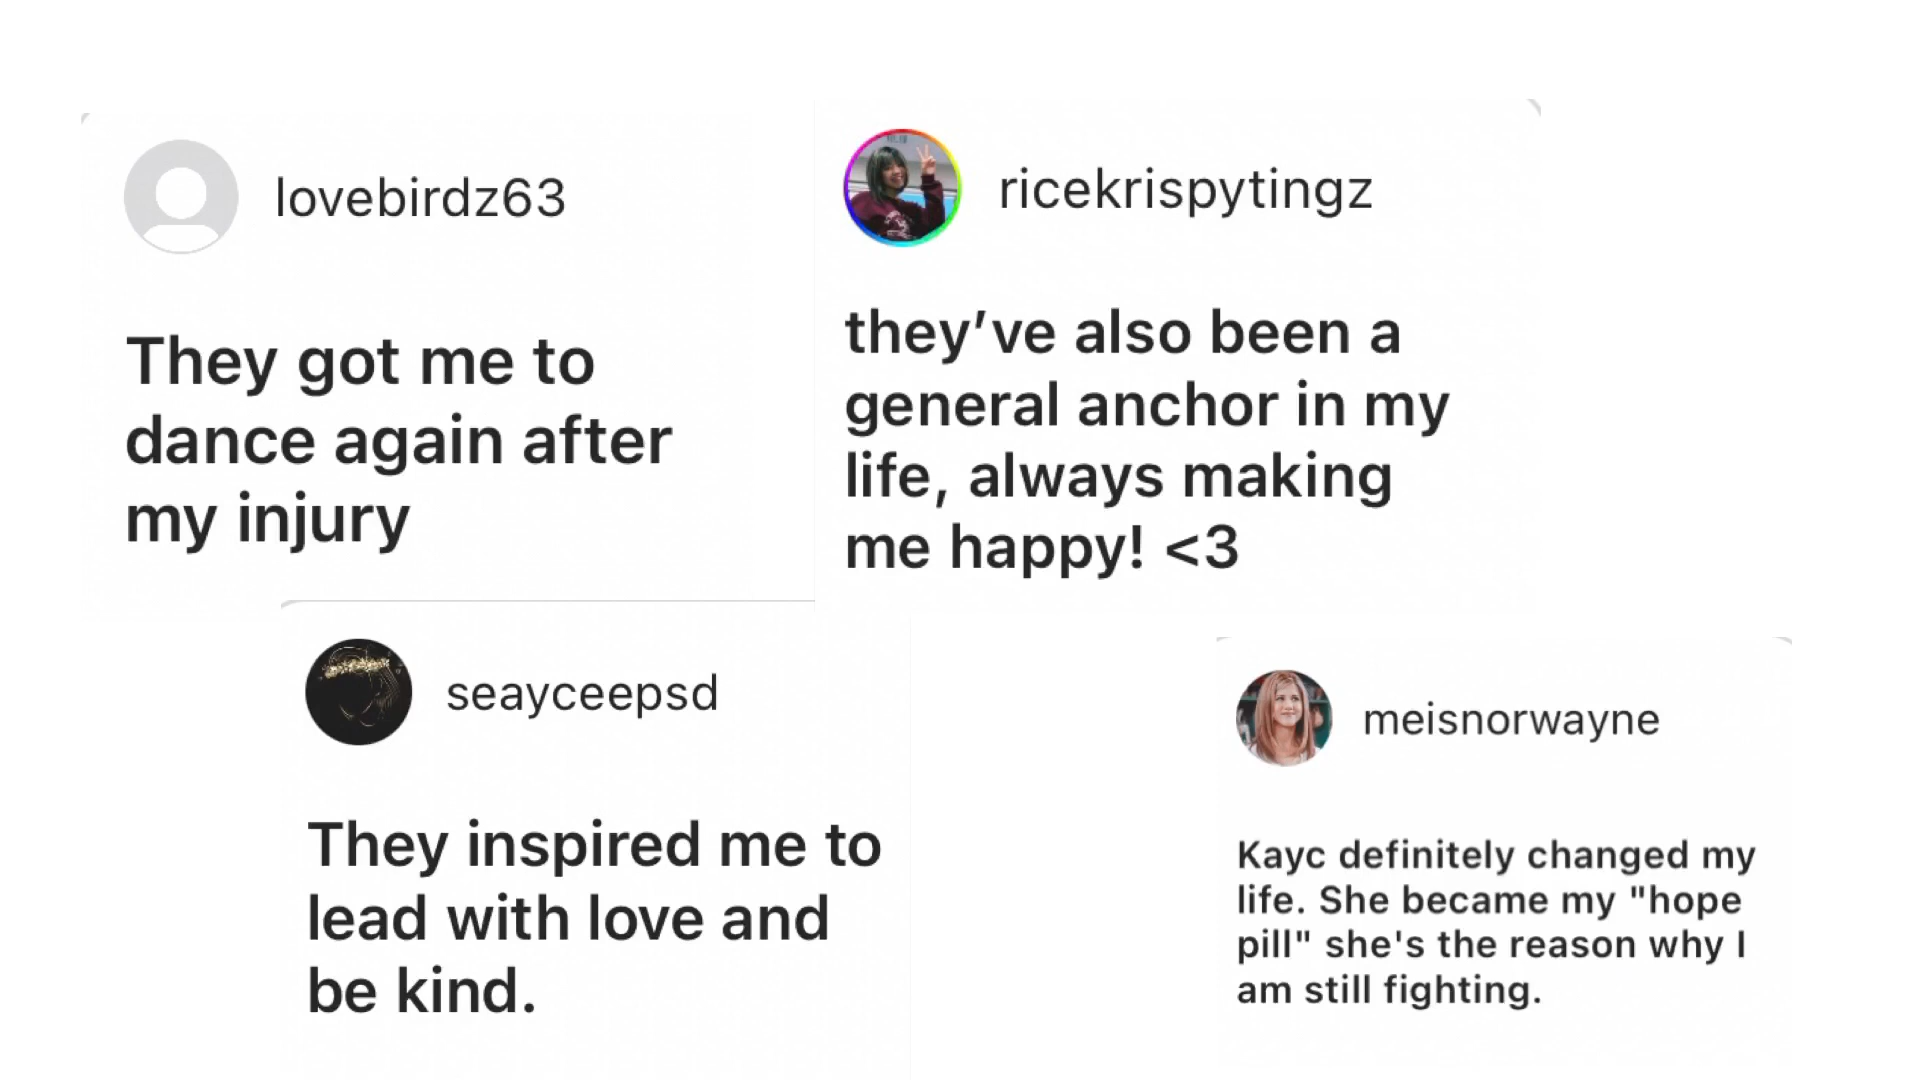 lovebirdz63
They got me to
dance again after
my injury
ricekrispytingz
they’ve also been a
general anchor in my
life, always making
me happy! <3
seayceepsd
They inspired me to
lead with love and
be kind.
meisnorwayne
Kayc definitely changed my
life. She became my "hope
pill" she's the reason why I
am still fighting.